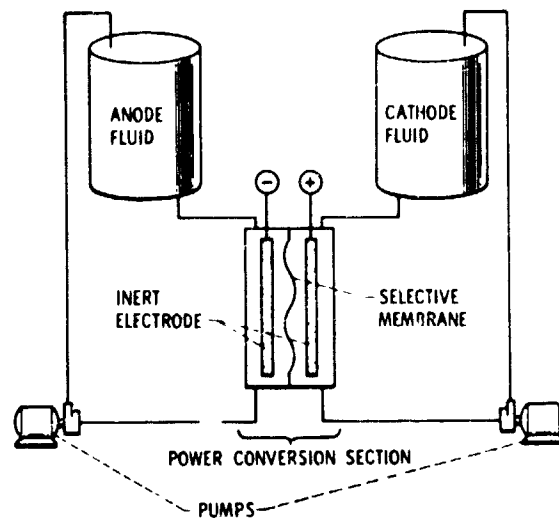 ANODE
FLUID
CATHODE
FLUID
−
+
INERT
ELECTRODE
SELECTIVE
MEMBRANE
POWER CONVERSION SECTION
PUMPS